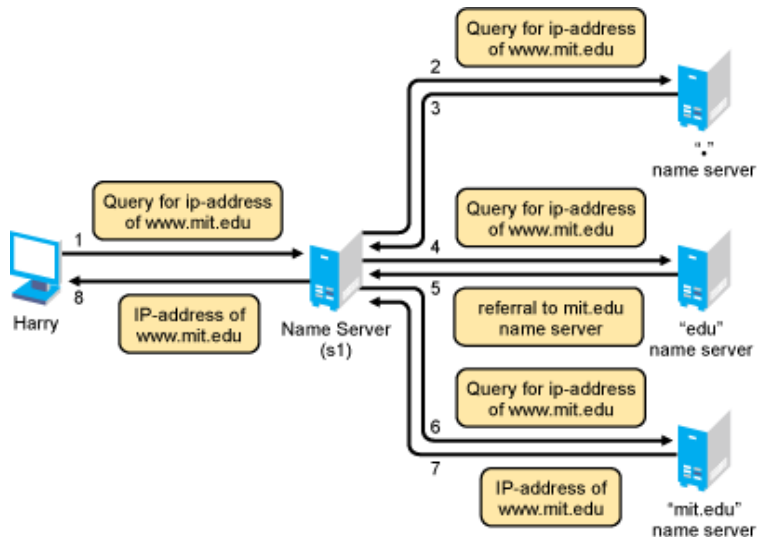 Query for ip-address
of www.mit.edu
2
3
"."
name server
Query for ip-address
of www.mit.edu
1
8
Harry
IP-address of
www.mit.edu
Name Server
(s1)
Query for ip-address
of www.mit.edu
4
5
referral to mit.edu
name server
"edu"
name server
Query for ip-address
of www.mit.edu
6
7
IP-address of
www.mit.edu
"mit.edu"
name server